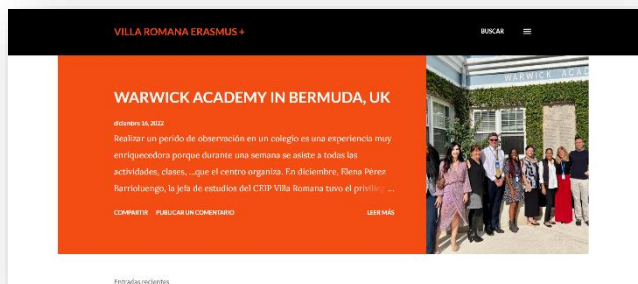 VILLA ROMANA ERASMUS +
BUSCAR
WARWICK ACADEMY IN BERMUDA, UK
diciembre 16, 2022
Realizar un perido de observación en un colegio es una experiencia muy
enriquecedora porque durante una semana se asiste a todas las
actividades, clases, ...que el centro organiza. En diciembre, Elena Pérez
Barrioluengo, la jefa de estudios del CEIP Villa Romana tuvo el privilegi ...
COMPARTIR PUBLICAR UN COMENTARIO LEER MÁS
WARWICK ACAD
Entradas recientes